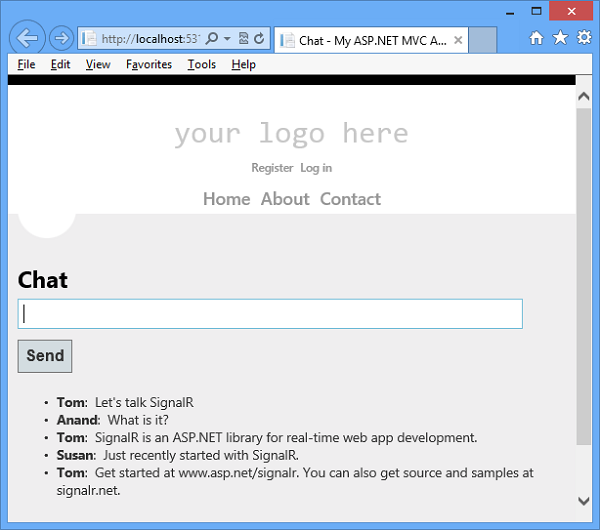 http://localhost:53
Chat - My ASP.NET MVC A...
File Edit View Favorites Tools Help
your logo here
Register Log in
Home About Contact
Chat
Send
• Tom: Let's talk SignalR
• Anand: What is it?
• Tom: SignalR is an ASP.NET library for real-time web app development.
• Susan: Just recently started with SignalR.
• Tom: Get started at www.asp.net/signalr. You can also get source and samples at
signalr.net.